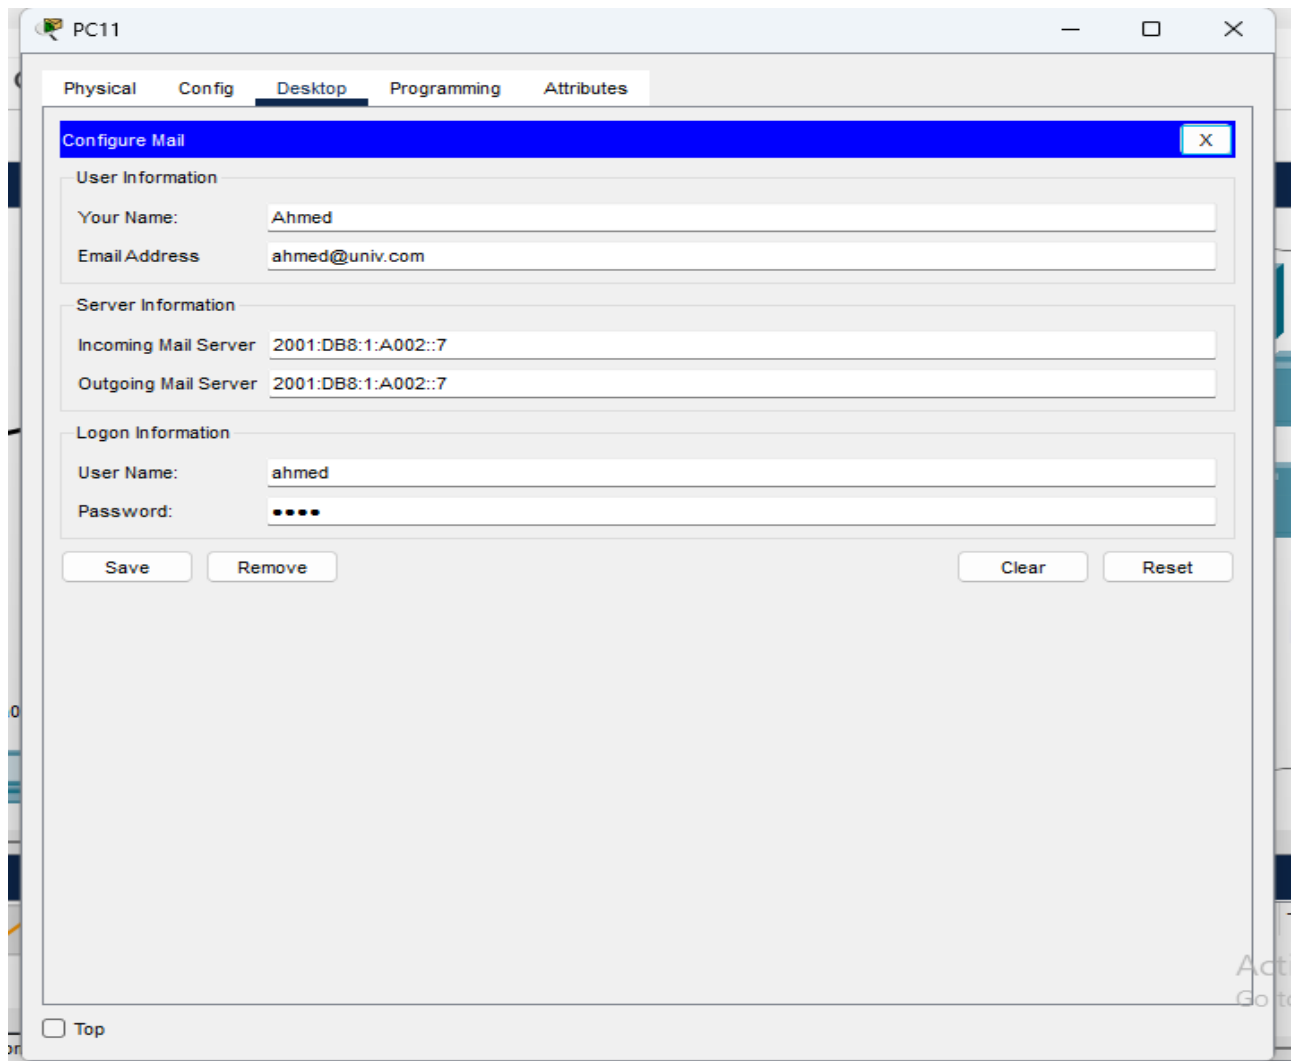 PC11
Physical Config Desktop Programming Attributes
Configure Mail X
User Information
Your Name: Ahmed
Email Address ahmed@univ.com
Server Information
Incoming Mail Server 2001:DB8:1:A002::7
Outgoing Mail Server 2001:DB8:1:A002::7
Logon Information
User Name: ahmed
Password: ••••
Save Remove Clear Reset
Top